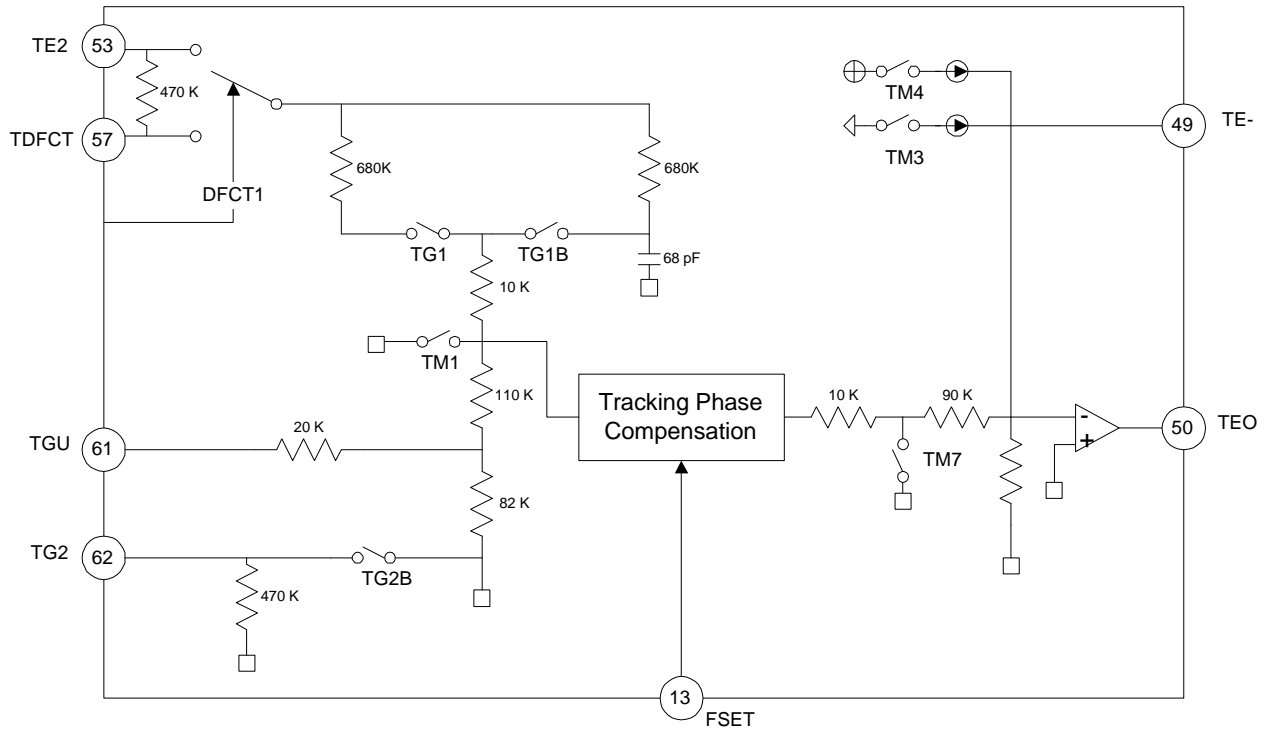 TE2
53
470 K
TDFCT
57
DFCT1
680K
680K
TG1
TG1B
68 pF
10 K
TM4
TM3
49
TE-
TM1
110 K
Tracking Phase
Compensation
10 K
90 K
TM7
-
+
50
TEO
TGU
61
20 K
82 K
TG2
62
TG2B
470 K
13
FSET